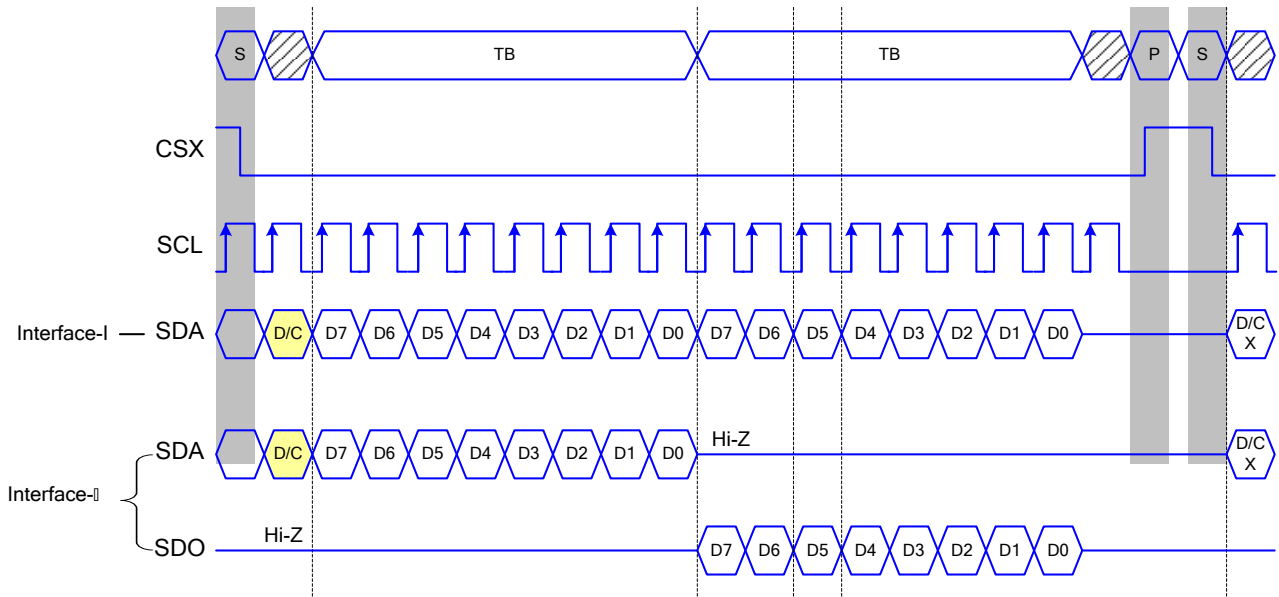 S TB TB P S
CSX
SCL
Interface-I SDA D/C D7 D6 D5 D4 D3 D2 D1 D0 D7 D6 D5 D4 D3 D2 D1 D0 D/C
X
SDA D/C D7 D6 D5 D4 D3 D2 D1 D0 Hi-Z D/C
X
Interface-▯
SDO Hi-Z D7 D6 D5 D4 D3 D2 D1 D0